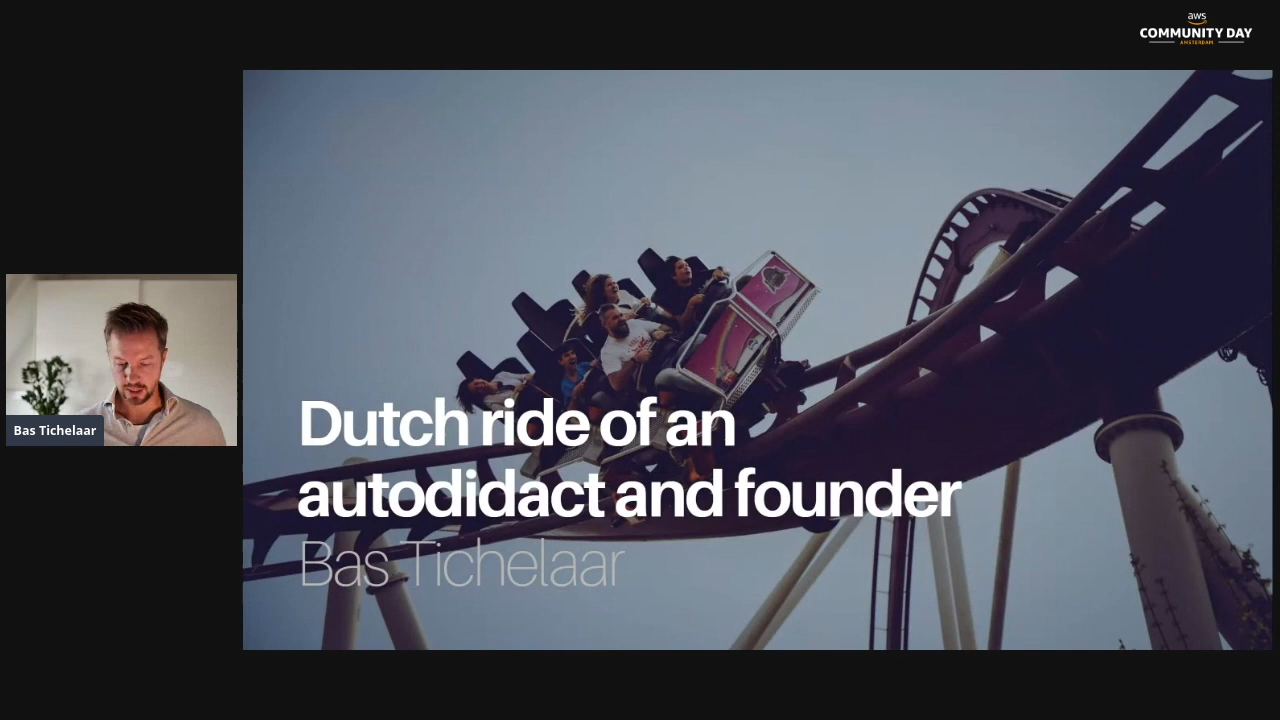 aws
COMMUNITY DAY
AMSTERDAM
Dutch ride of an
autodidact and founder
Bas Tichelaar
Bas Tichelaar